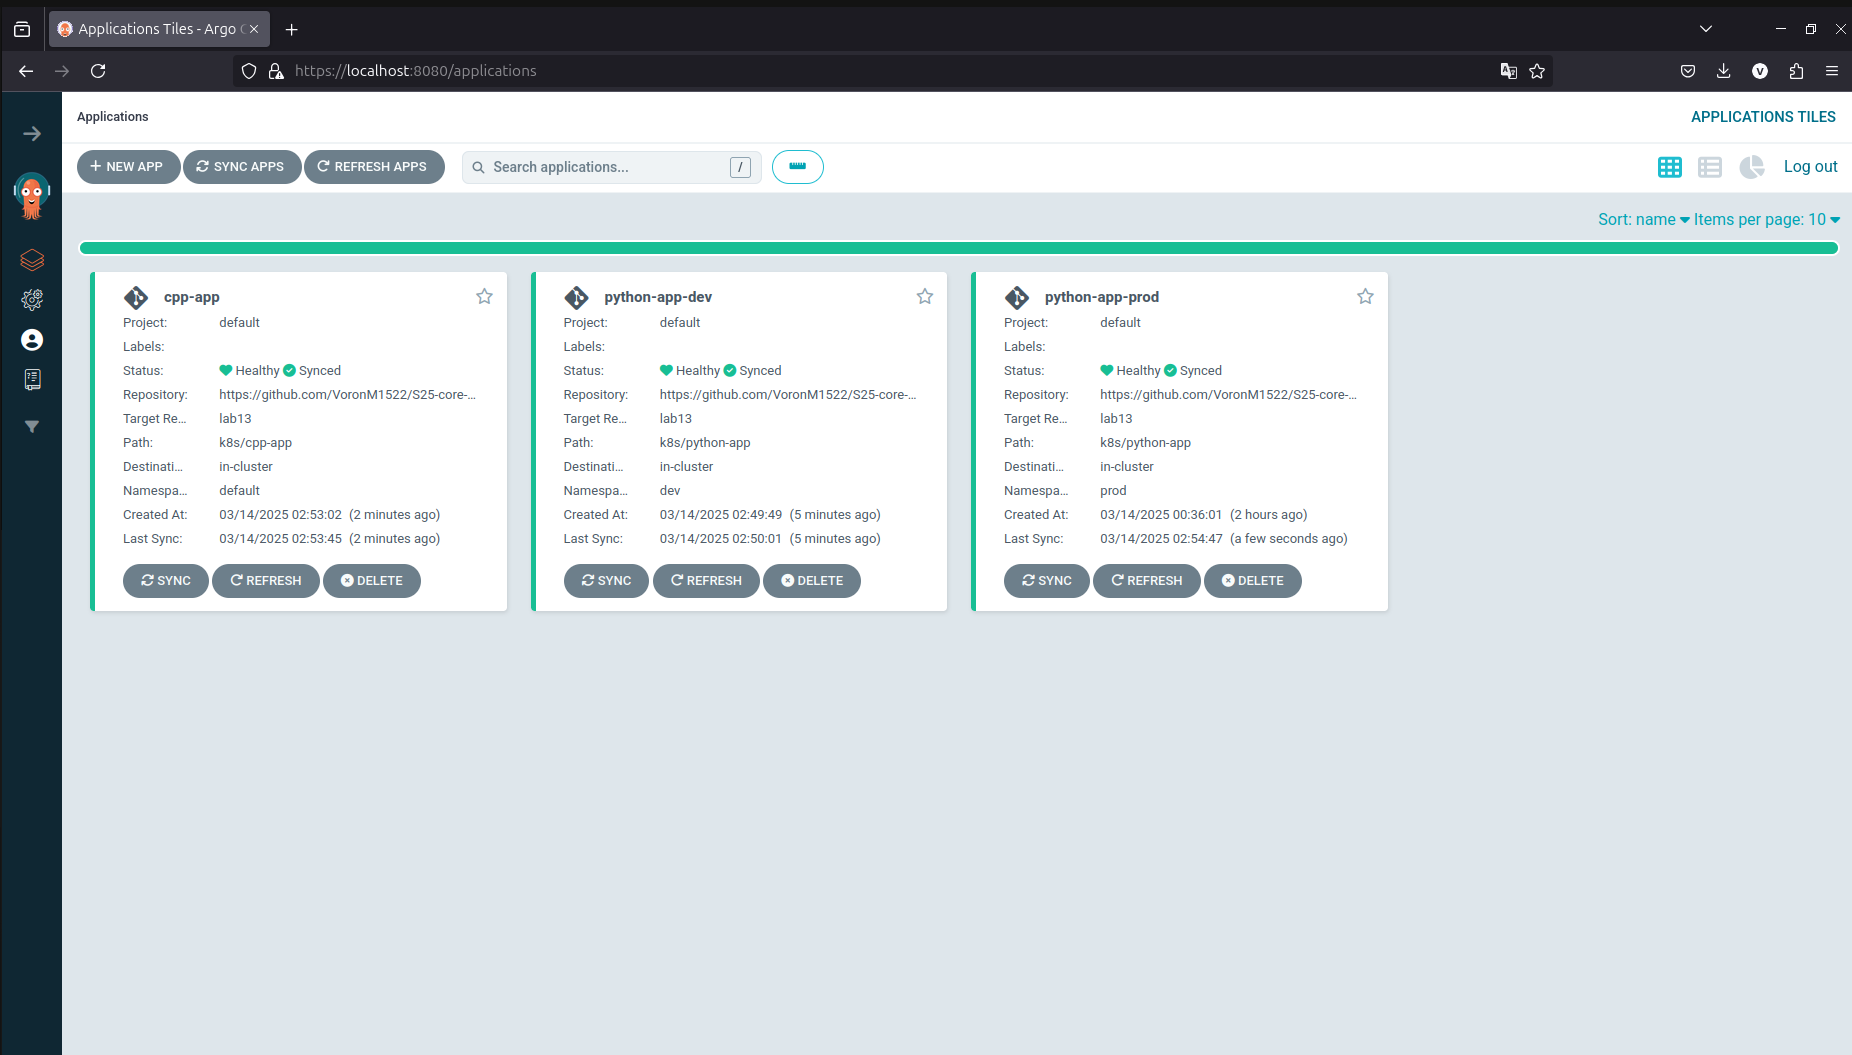 Applications Tiles - Argo C
https://localhost:8080/applications
Applications
APPLICATIONS TILES
NEW APP
SYNC APPS
REFRESH APPS
Search applications...
/
Log out
Sort: name
Items per page: 10
cpp-app
Project: default
Labels:
Status: Healthy Synced
Repository: https://github.com/VoronM1522/S25-core-...
Target Re... lab13
Path: k8s/cpp-app
Destinati... in-cluster
Namespa... default
Created At: 03/14/2025 02:53:02 (2 minutes ago)
Last Sync: 03/14/2025 02:53:45 (2 minutes ago)
SYNC REFRESH DELETE
python-app-dev
Project: default
Labels:
Status: Healthy Synced
Repository: https://github.com/VoronM1522/S25-core-...
Target Re... lab13
Path: k8s/python-app
Destinati... in-cluster
Namespa... dev
Created At: 03/14/2025 02:49:49 (5 minutes ago)
Last Sync: 03/14/2025 02:50:01 (5 minutes ago)
SYNC REFRESH DELETE
python-app-prod
Project: default
Labels:
Status: Healthy Synced
Repository: https://github.com/VoronM1522/S25-core-...
Target Re... lab13
Path: k8s/python-app
Destinati... in-cluster
Namespa... prod
Created At: 03/14/2025 00:36:01 (2 hours ago)
Last Sync: 03/14/2025 02:54:47 (a few seconds ago)
SYNC REFRESH DELETE